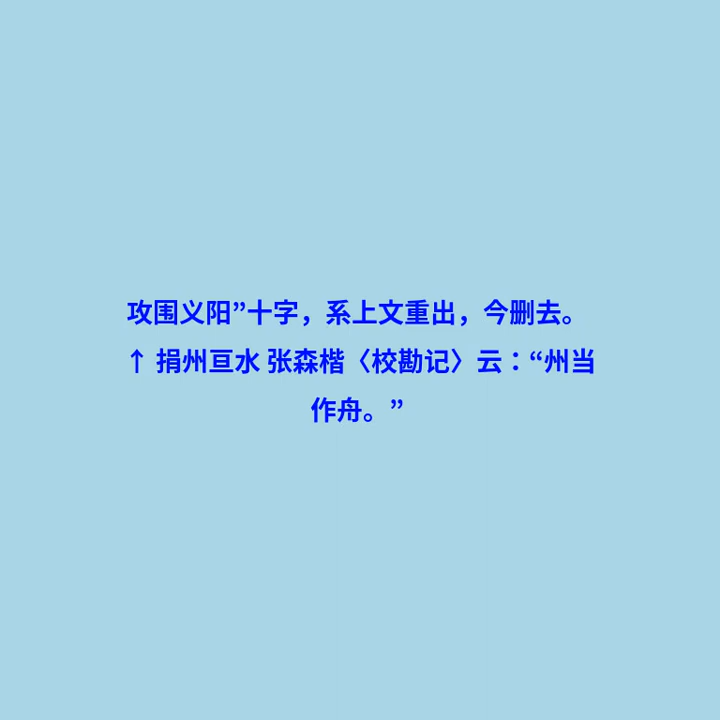 攻围义阳”十字，系上文重出，今删去。
↑ 捐州亘水 张森楷〈校勘记〉云：“州当
作舟。”